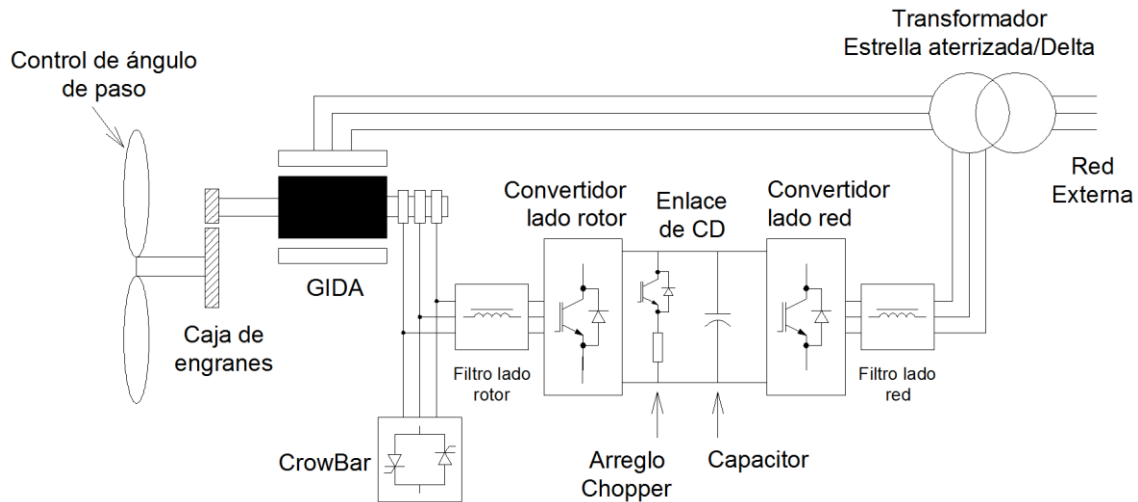 Transformador
Estrella aterrizada/Delta
Control de ángulo
de paso
Red
Externa
Convertidor
lado rotor
Enlace
de CD
Convertidor
lado red
GIDA
Caja de
engranes
Filtro lado
rotor
Filtro lado
red
CrowBar
Arreglo
Chopper
Capacitor